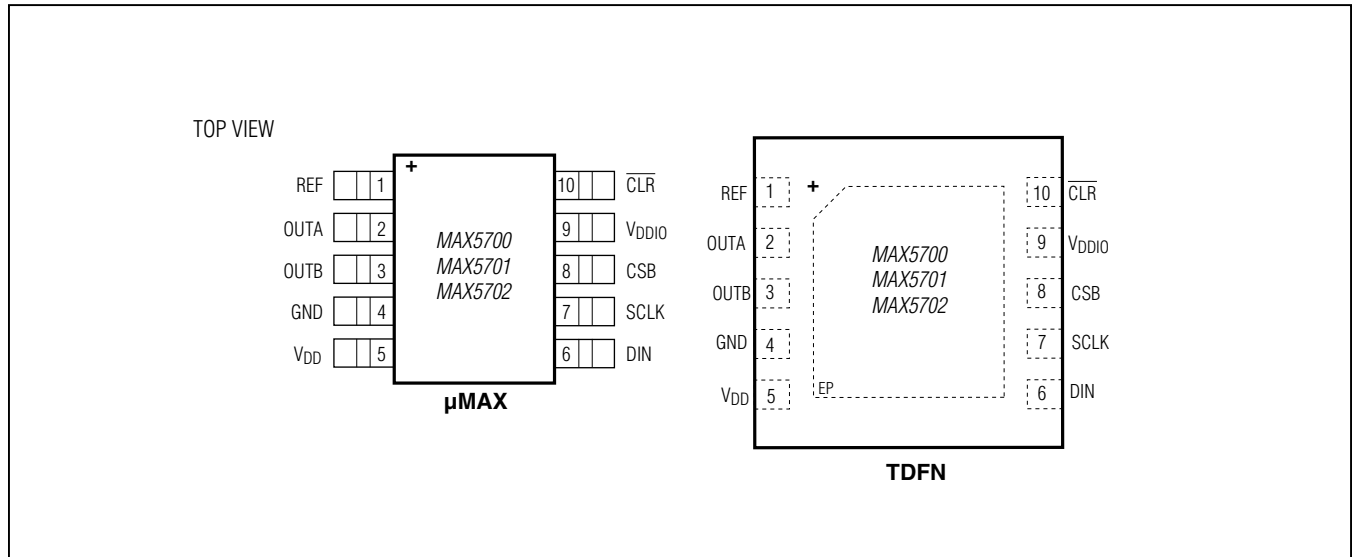 TOP VIEW
+
REF 1
OUTA 2
OUTB 3
GND 4
VDD 5
10 C̅L̅R̅
9 VDDIO
8 CSB
7 SCLK
6 DIN
MAX5700
MAX5701
MAX5702
µMAX
+
REF 1
OUTA 2
OUTB 3
GND 4
VDD 5
10 C̅L̅R̅
9 VDDIO
8 CSB
7 SCLK
6 DIN
MAX5700
MAX5701
MAX5702
EP
TDFN